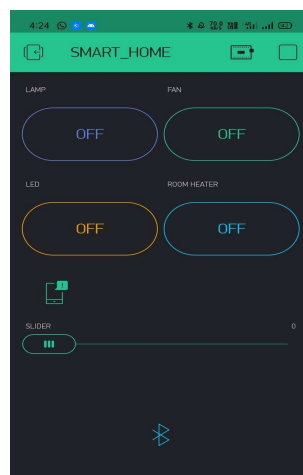 4:24
SMART_HOME
LAMP FAN
OFF OFF
LED ROOM HEATER
OFF OFF
1
SLIDER 0